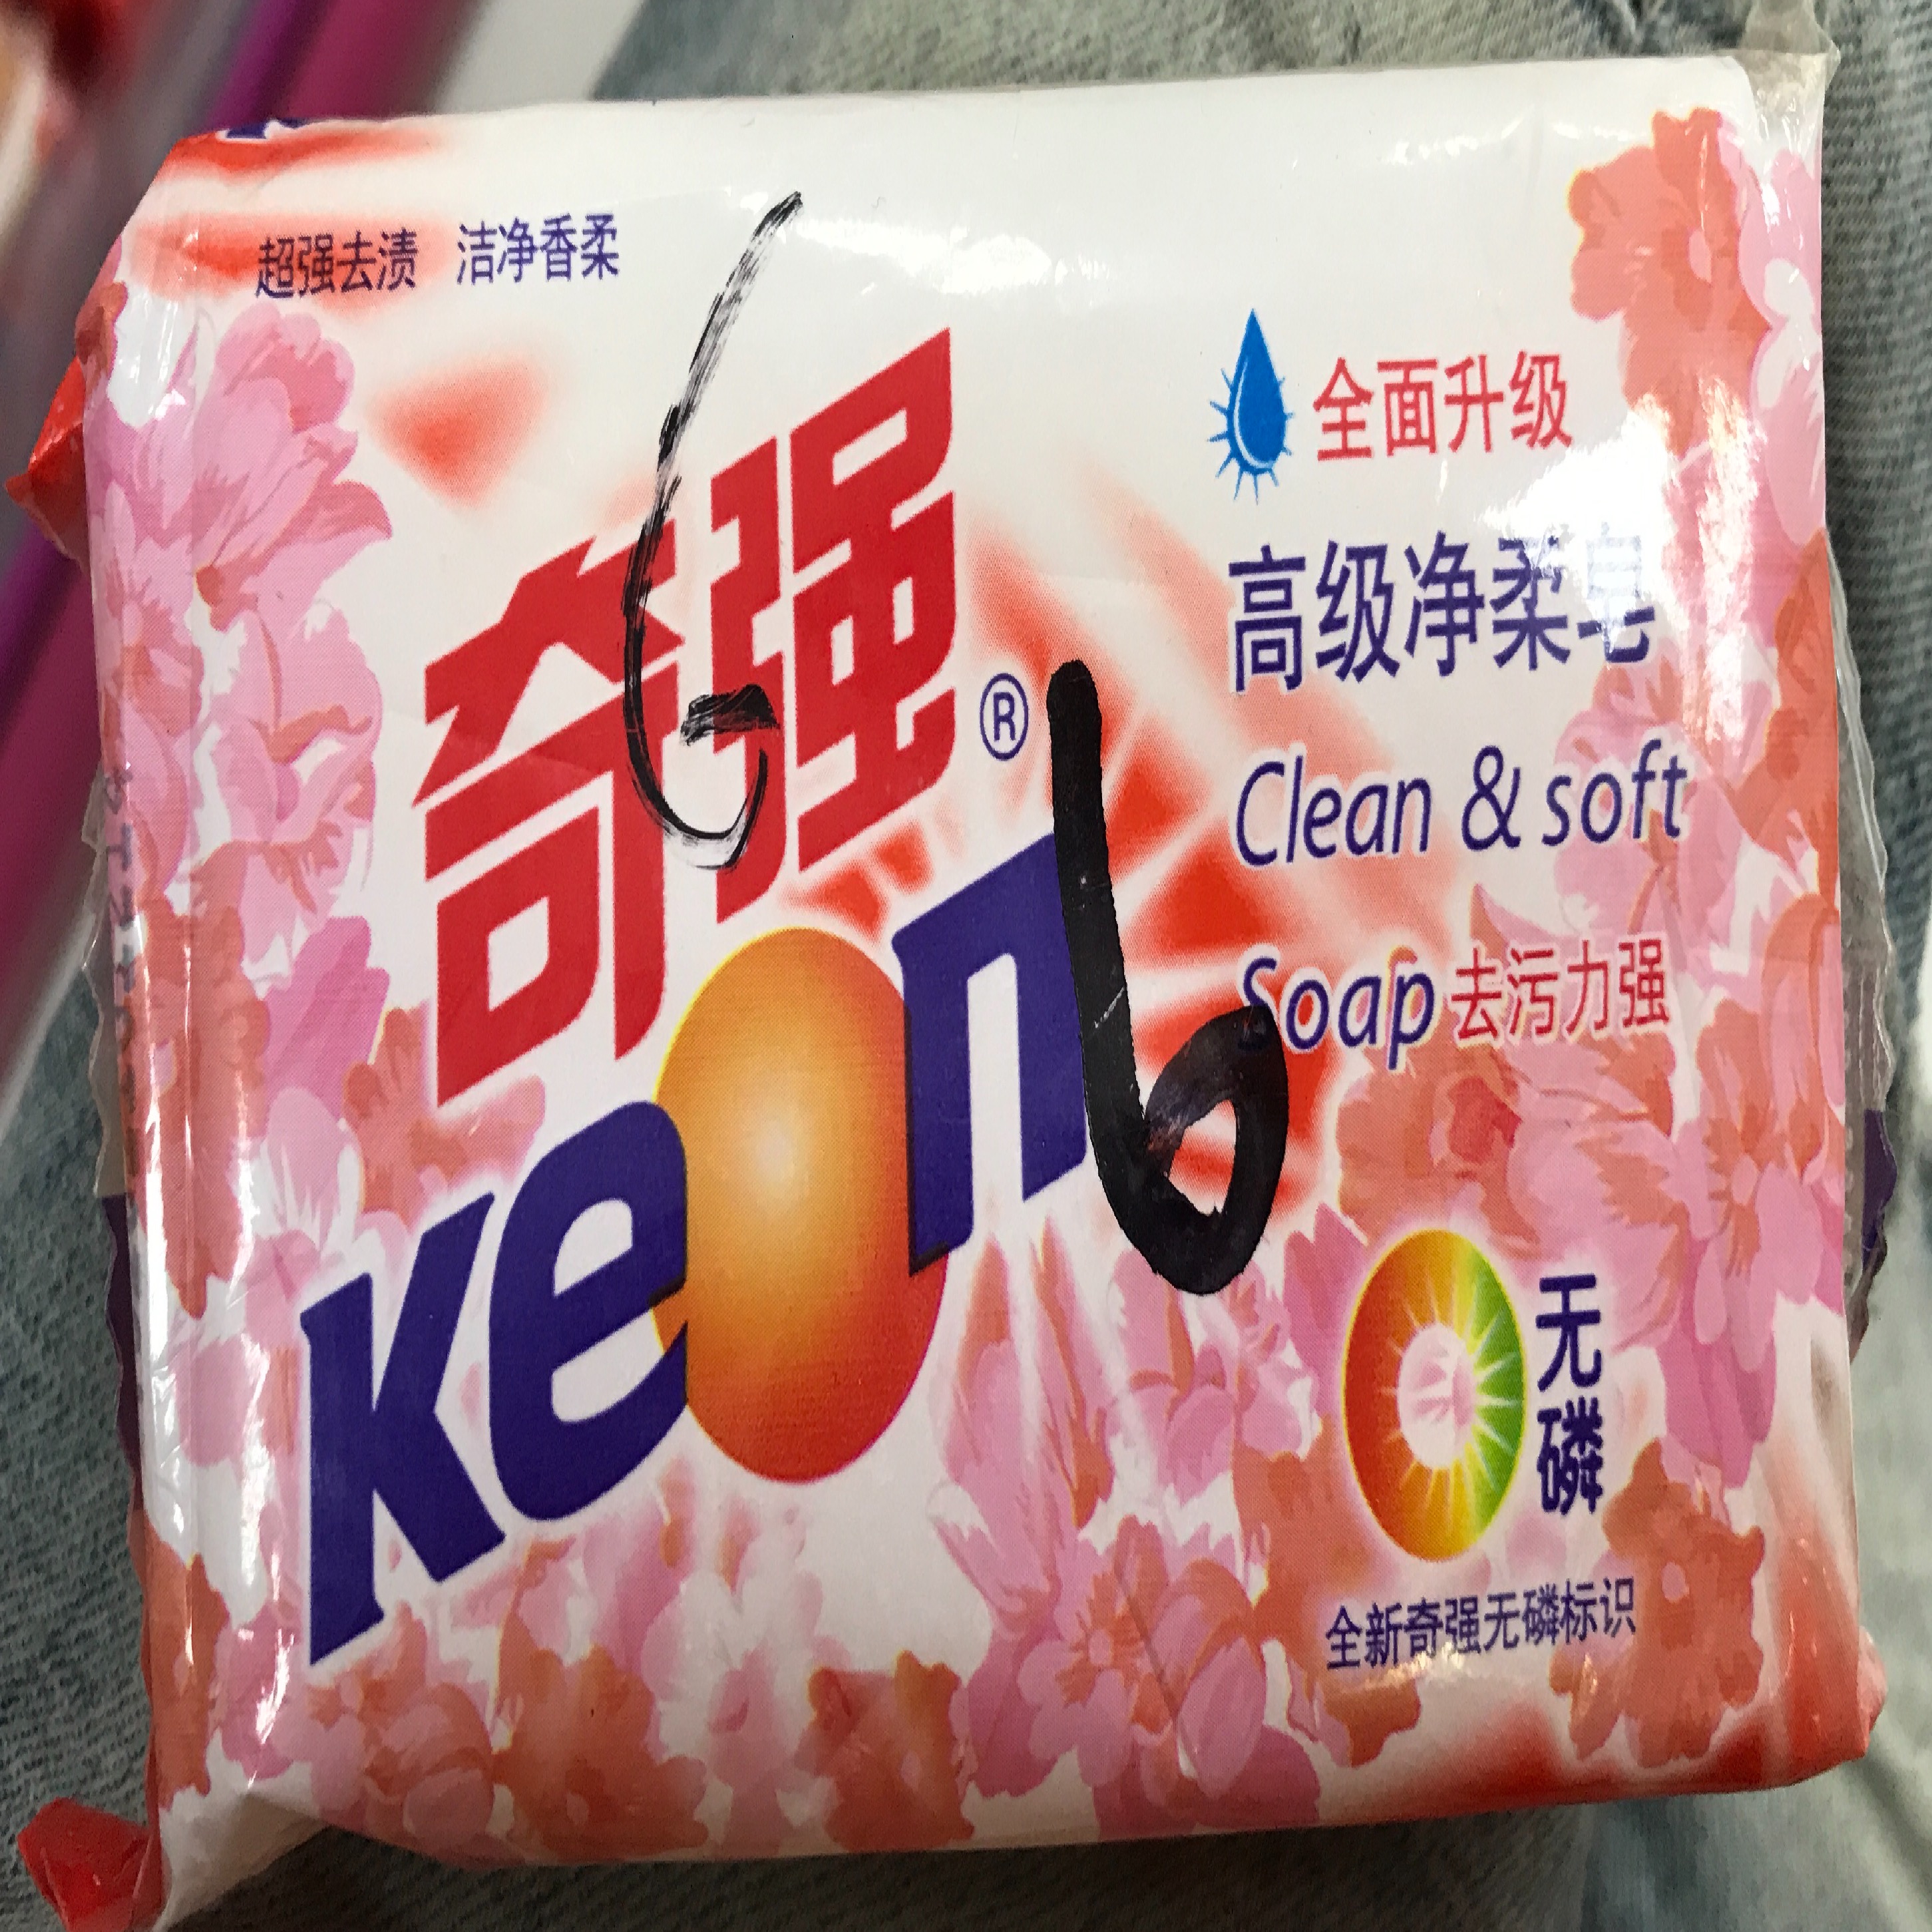 超强去渍 洁净香柔
奇强®
keon
全面升级
高级净柔皂
Clean & soft
Soap 去污力强
无磷
全新奇强无磷标识
6
6